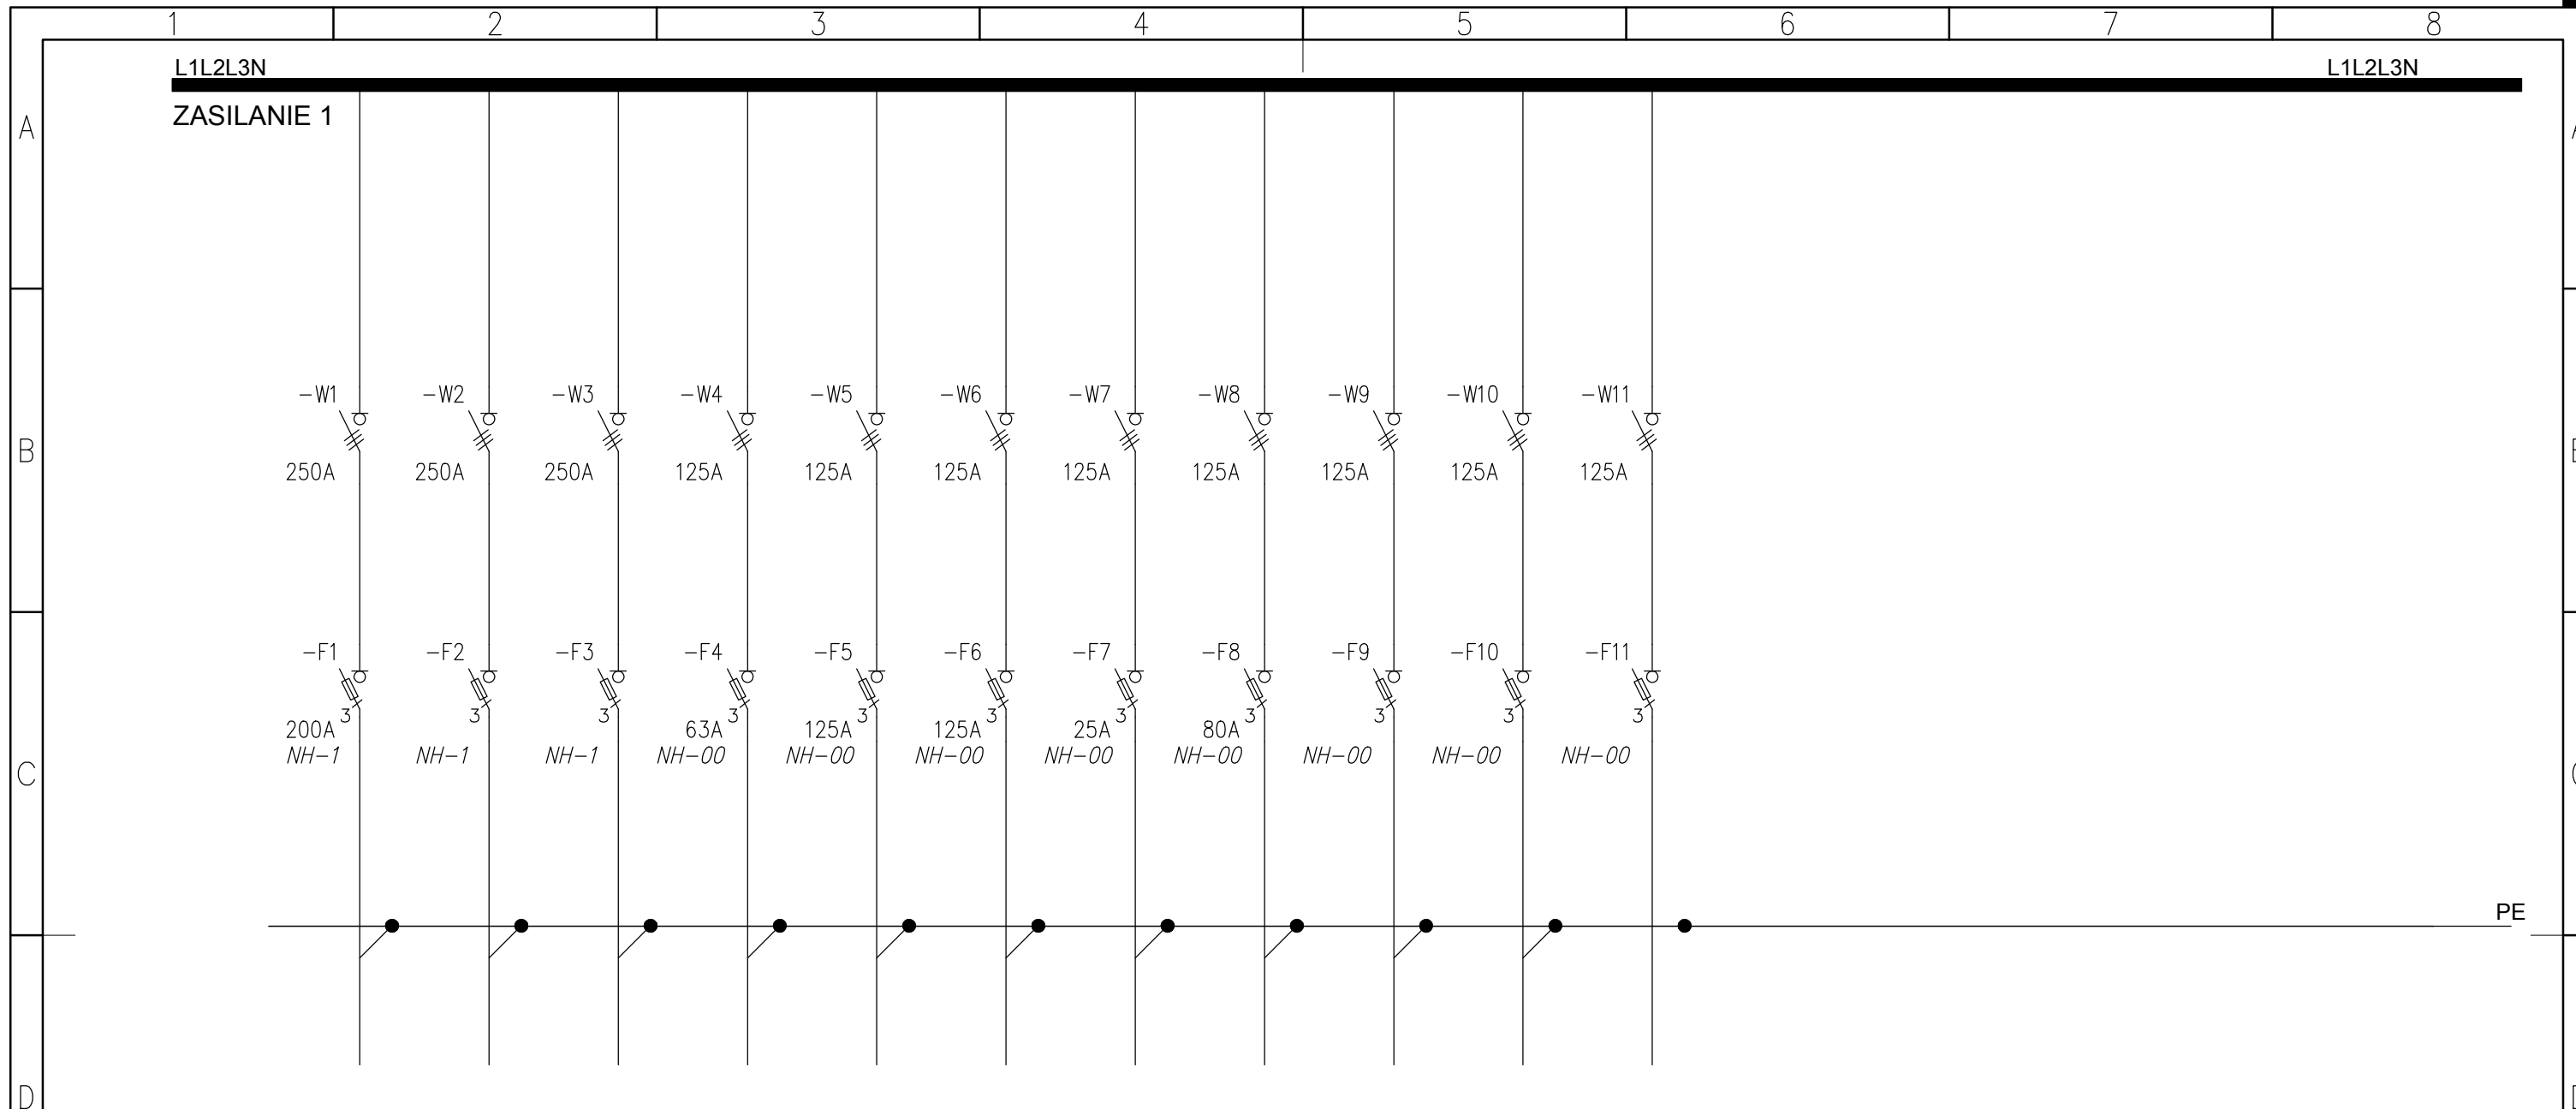 1 2 3 4 5 6 7 8
L1L2L3N L1L2L3N
ZASILANIE 1
A
-W1 -W2 -W3 -W4 -W5 -W6 -W7 -W8 -W9 -W10 -W11
B
250A 250A 250A 125A 125A 125A 125A 125A 125A 125A 125A
-F1 -F2 -F3 -F4 -F5 -F6 -F7 -F8 -F9 -F10 -F11
3 3 3 3 3 3 3 3 3 3 3
200A 63A 125A 125A 25A 80A
NH-1 NH-1 NH-1 NH-00 NH-00 NH-00 NH-00 NH-00 NH-00 NH-00 NH-00
C
PE
D